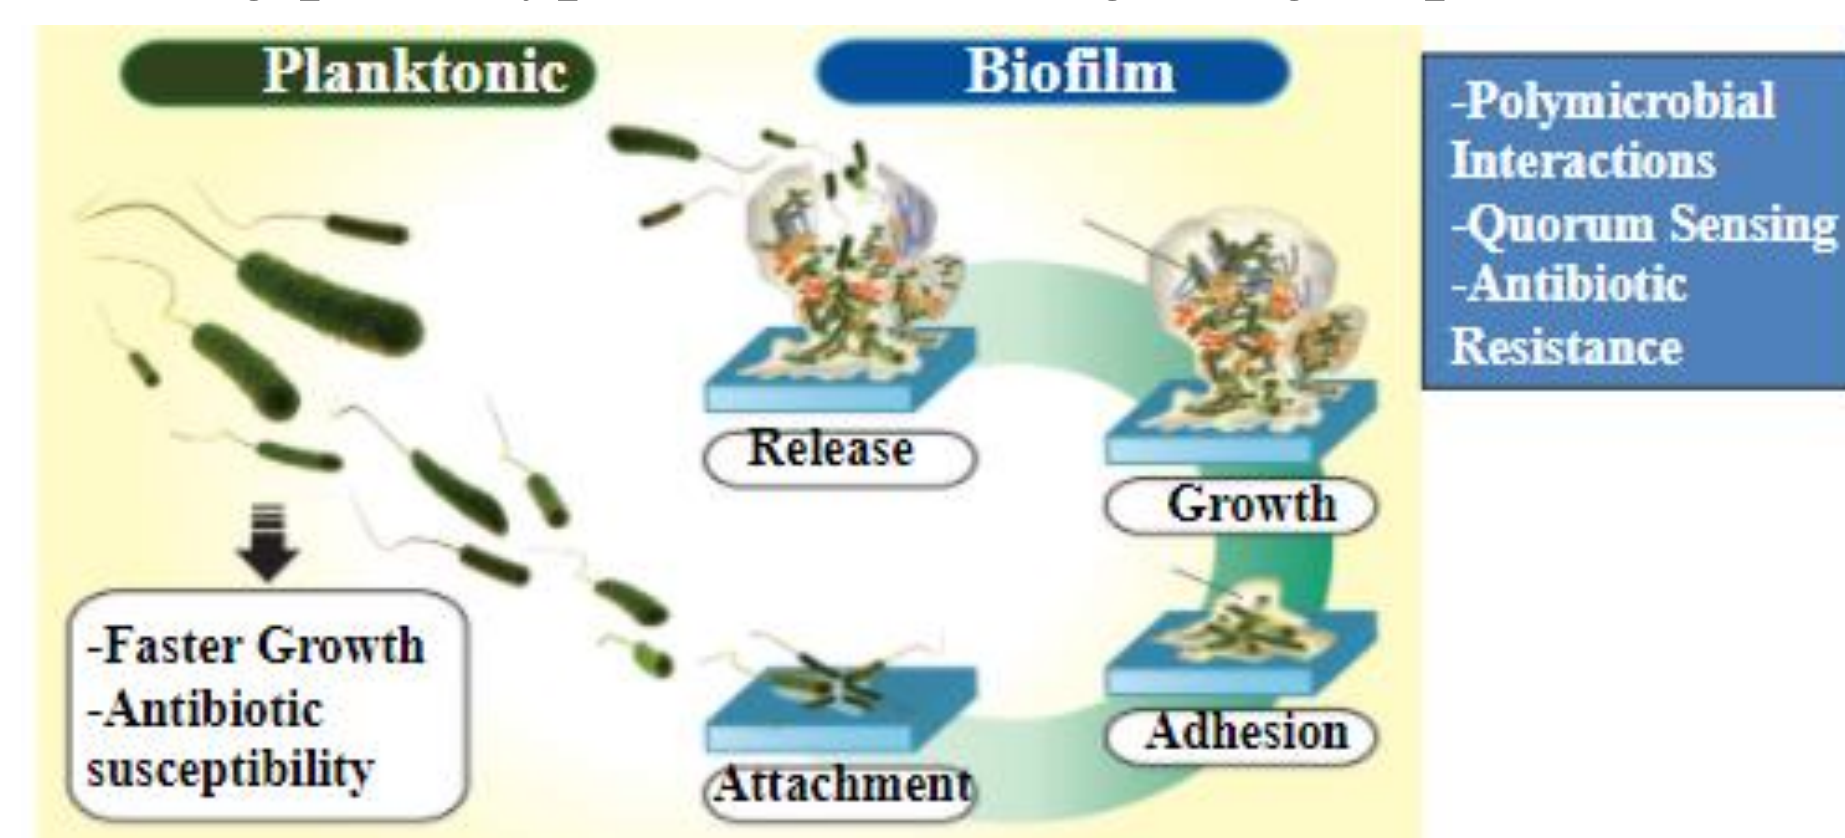 Planktonic
Biofilm
-Polymicrobial
Interactions
-Quorum Sensing
-Antibiotic
Resistance
Release
Growth
-Faster Growth
-Antibiotic
susceptibility
Adhesion
Attachment